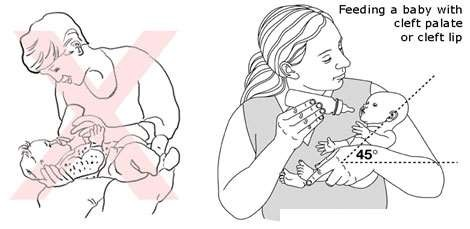 Feeding a baby with
cleft palate
or cleft lip
45°